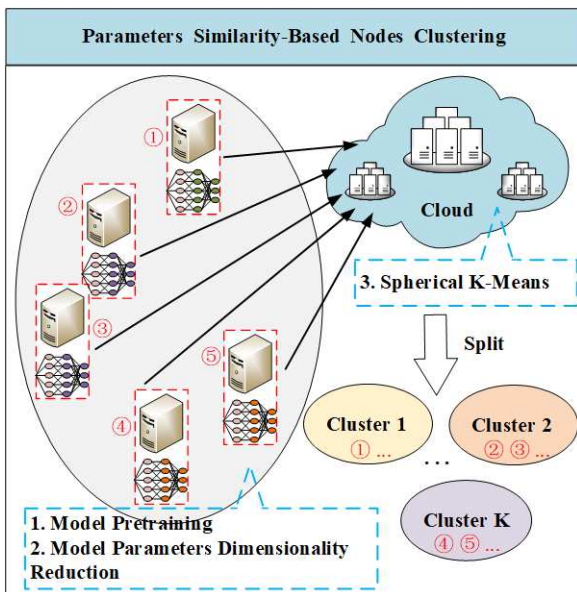 Parameters Similarity-Based Nodes Clustering
①
②
③
④
⑤
Cloud
3. Spherical K-Means
Split
Cluster 1
① ...
Cluster 2
② ③ ...
...
Cluster K
④ ⑤ ...
1. Model Pretraining
2. Model Parameters Dimensionality
Reduction